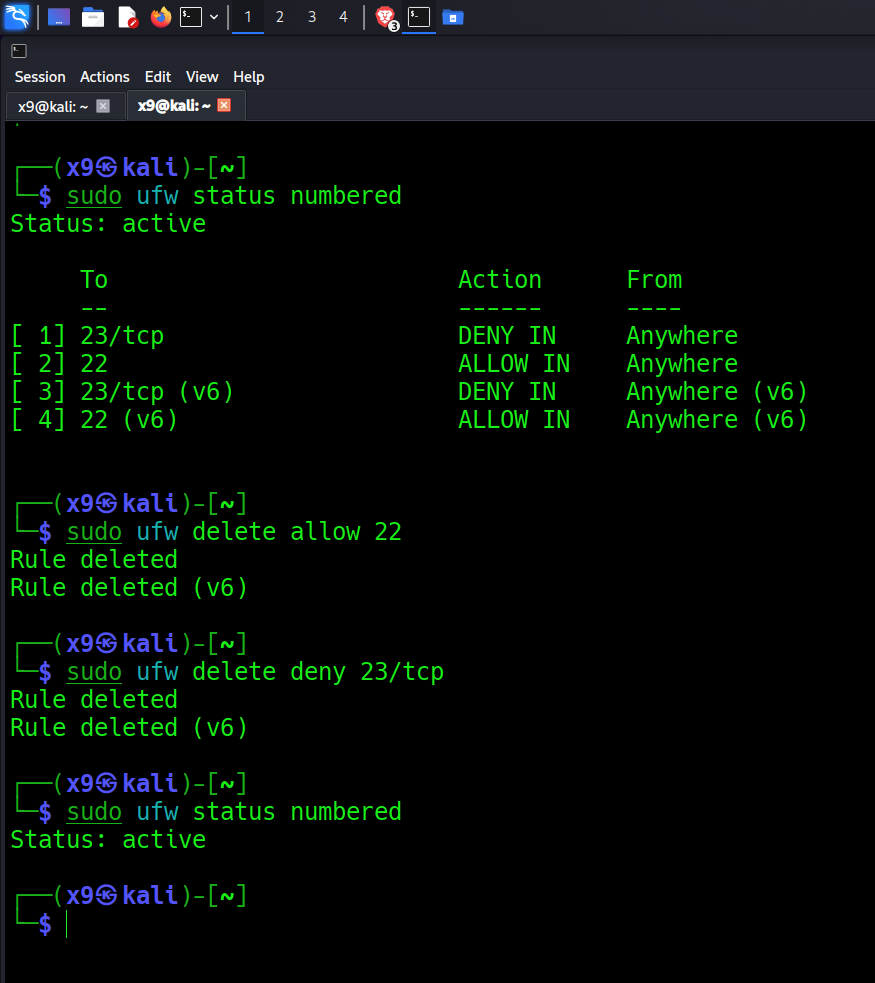 1 2 3 4 3
Session Actions Edit View Help
x9@kali: ~ x9@kali: ~
┌──(x9㉿kali)-[~]
└─$ sudo ufw status numbered
Status: active
To Action From
-- ------ ----
[ 1] 23/tcp DENY IN Anywhere
[ 2] 22 ALLOW IN Anywhere
[ 3] 23/tcp (v6) DENY IN Anywhere (v6)
[ 4] 22 (v6) ALLOW IN Anywhere (v6)
┌──(x9㉿kali)-[~]
└─$ sudo ufw delete allow 22
Rule deleted
Rule deleted (v6)
┌──(x9㉿kali)-[~]
└─$ sudo ufw delete deny 23/tcp
Rule deleted
Rule deleted (v6)
┌──(x9㉿kali)-[~]
└─$ sudo ufw status numbered
Status: active
┌──(x9㉿kali)-[~]
└─$